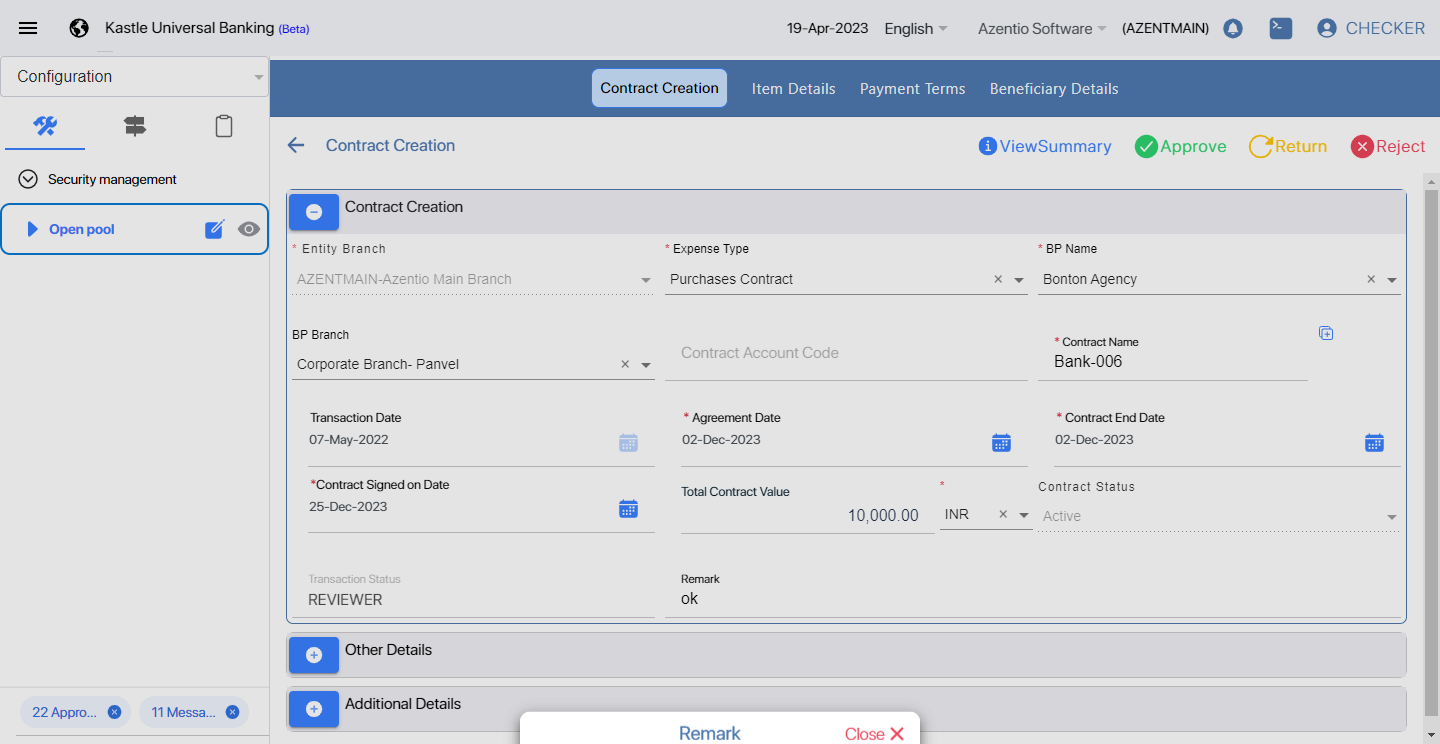 Kastle Universal Banking (Beta)
19-Apr-2023 English Azentio Software (AZENTMAIN) CHECKER
Configuration
Contract Creation Item Details Payment Terms Beneficiary Details
Contract Creation
ViewSummary Approve Return Reject
Security management
Open pool
Contract Creation
* Entity Branch * Expense Type * BP Name
AZENTMAIN-Azentio Main Branch Purchases Contract × Bonton Agency ×
BP Branch Contract Account Code * Contract Name
Corporate Branch- Panvel × Bank-006
Transaction Date * Agreement Date * Contract End Date
07-May-2022 02-Dec-2023 02-Dec-2023
*Contract Signed on Date Total Contract Value * Contract Status
25-Dec-2023 10,000.00 INR × Active
Transaction Status Remark
REVIEWER ok
Other Details
Additional Details
22 Appro... 11 Messa...
Remark Close